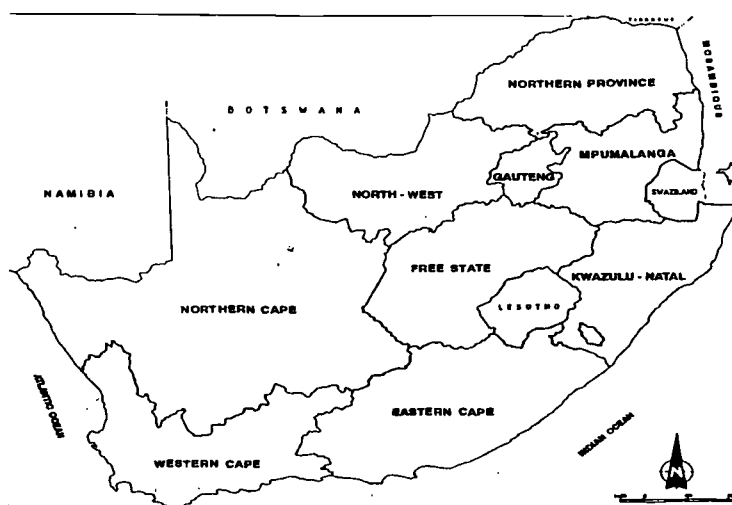 NORTHERN PROVINCE
MOSAMBIQUE
BOTSWANA
MPUMALANGA
GAUTENG
NAMIBIA
NORTH - WEST
SWAZILAND
FREE STATE
KWAZULU - NATAL
NORTHERN CAPE
LESOTHO
ATLANTIC OCEAN
EASTERN CAPE
INDIAN OCEAN
WESTERN CAPE
N